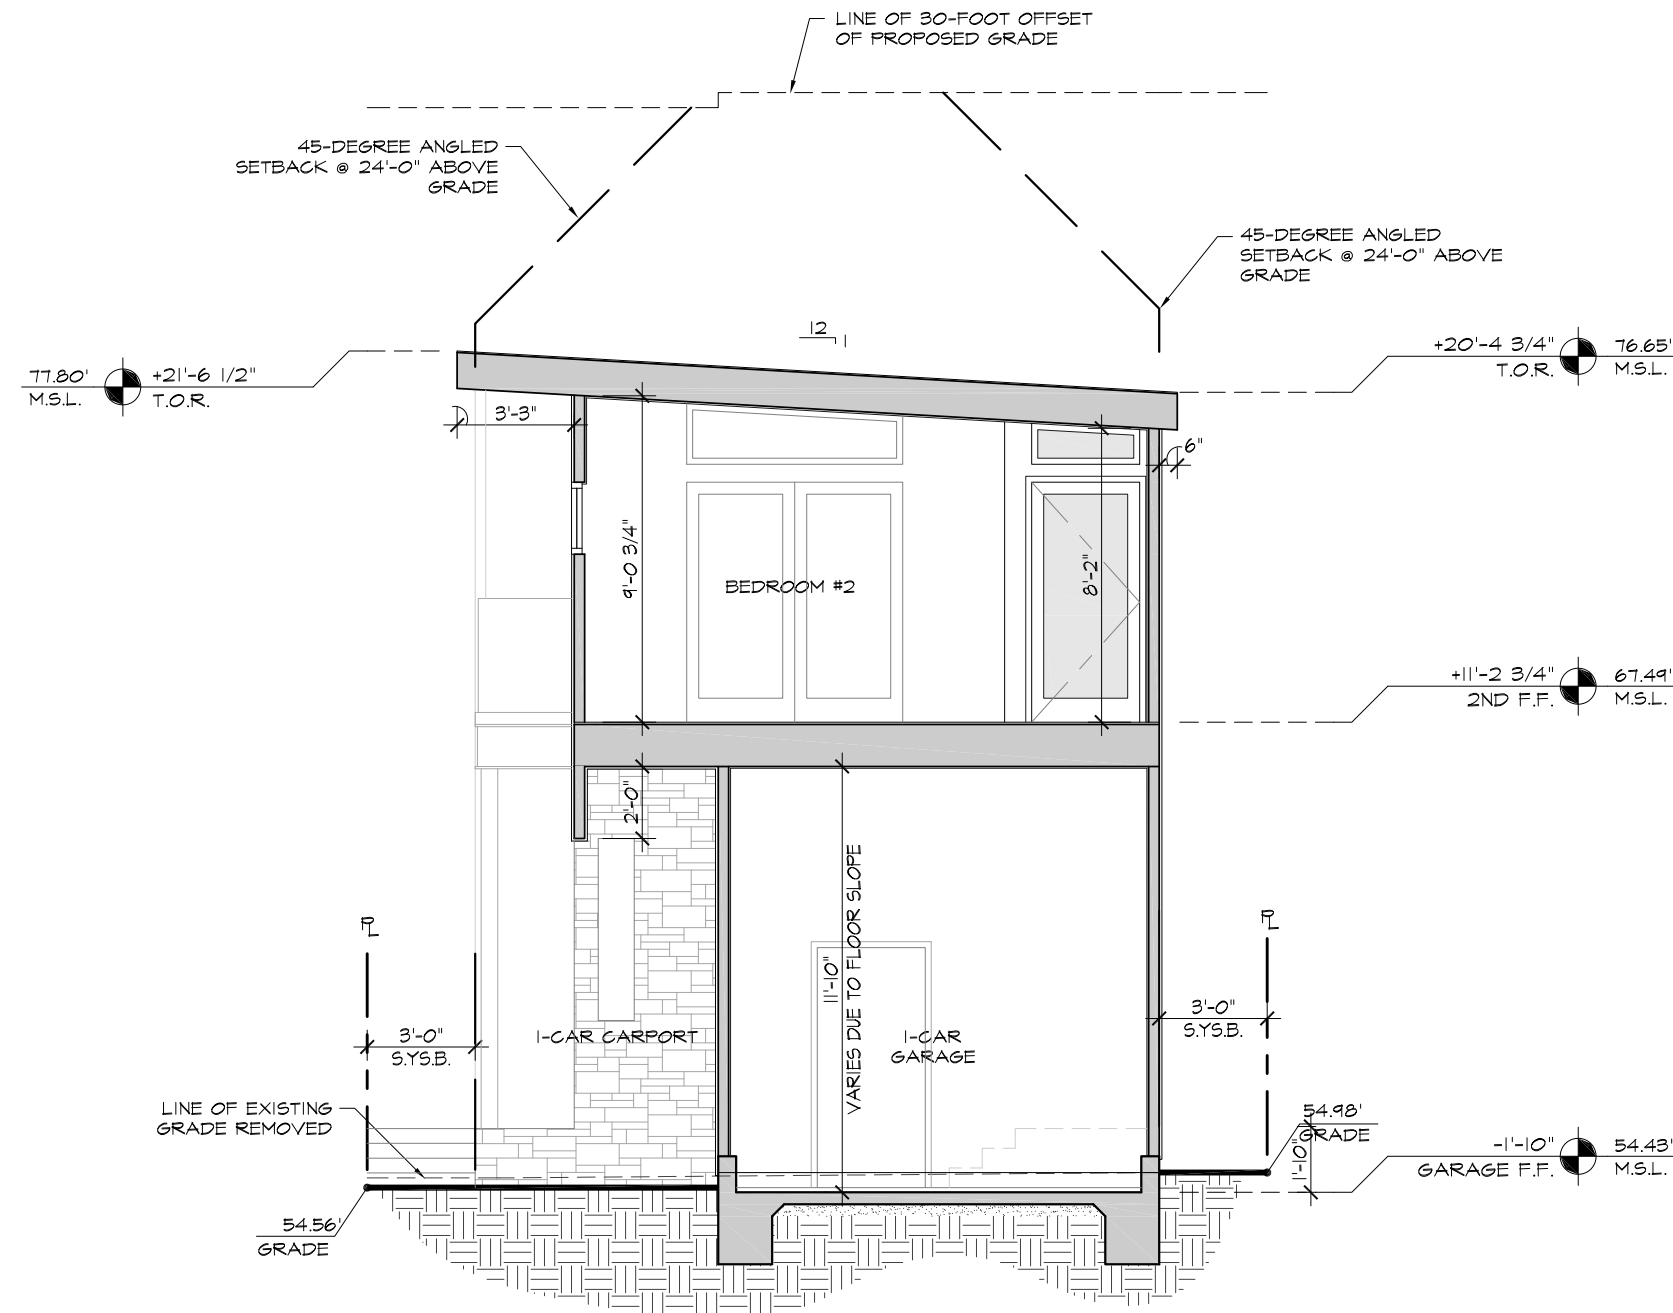 LINE OF 30-FOOT OFFSET
OF PROPOSED GRADE
45-DEGREE ANGLED
SETBACK @ 24'-0" ABOVE
GRADE
45-DEGREE ANGLED
SETBACK @ 24'-0" ABOVE
GRADE
12
1
77.80'
M.S.L.
+21'-6 1/2"
T.O.R.
+20'-4 3/4"
T.O.R.
76.65'
M.S.L.
3'-3"
6"
9'-0 3/4"
BEDROOM #2
8'-2"
+11'-2 3/4"
2ND F.F.
67.49'
M.S.L.
2'-0"
11'-10"
VARIES DUE TO FLOOR SLOPE
PL
PL
3'-0"
S.YS.B.
1-CAR CARPORT
1-CAR
GARAGE
3'-0"
S.YS.B.
LINE OF EXISTING
GRADE REMOVED
54.98'
GRADE
1'-10"
-1'-10"
GARAGE F.F.
54.43'
M.S.L.
54.56'
GRADE